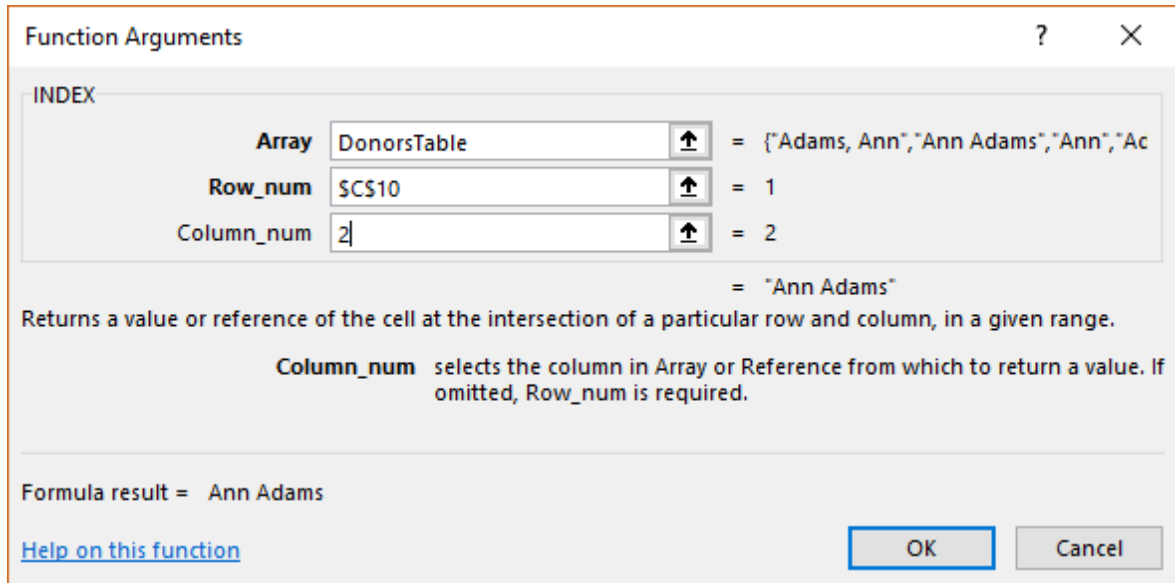 Function Arguments ? ×
INDEX
Array DonorsTable = {"Adams, Ann","Ann Adams","Ann","Ac
Row_num $C$10 = 1
Column_num 2 = 2
= "Ann Adams"
Returns a value or reference of the cell at the intersection of a particular row and column, in a given range.
Column_num selects the column in Array or Reference from which to return a value. If
omitted, Row_num is required.
Formula result = Ann Adams
Help on this function OK Cancel